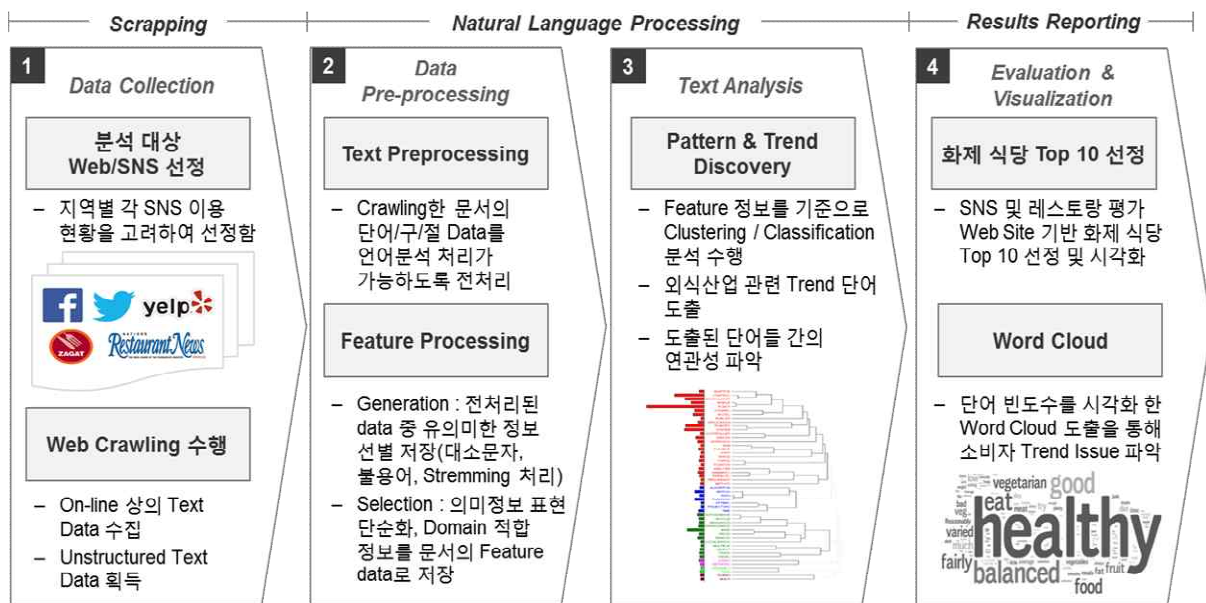 Scrapping
Natural Language Processing
Results Reporting
1
Data Collection
분석 대상
Web/SNS 선정
– 지역별 각 SNS 이용
현황을 고려하여 선정함
f
yelp
ZAGAT
Restaurant News
Web Crawling 수행
– On-line 상의 Text
Data 수집
– Unstructured Text
Data 획득
2
Data
Pre-processing
Text Preprocessing
– Crawling한 문서의
단어/구/절 Data를
언어분석 처리가
가능하도록 전처리
Feature Processing
– Generation : 전처리된
data 중 유의미한 정보
선별 저장(대소문자,
불용어, Stremming 처리)
– Selection : 의미정보 표현
단순화, Domain 적합
정보를 문서의 Feature
data로 저장
3
Text Analysis
Pattern & Trend
Discovery
– Feature 정보를 기준으로
Clustering / Classification
분석 수행
– 외식산업 관련 Trend 단어
도출
– 도출된 단어들 간의
연관성 파악
4
Evaluation &
Visualization
화제 식당 Top 10 선정
– SNS 및 레스토랑 평가
Web Site 기반 화제 식당
Top 10 선정 및 시각화
Word Cloud
– 단어 빈도수를 시각화 한
Word Cloud 도출을 통해
소비자 Trend Issue 파악
vegetarian
good
eat
healthy
varied
fairly
balanced
fruit
food